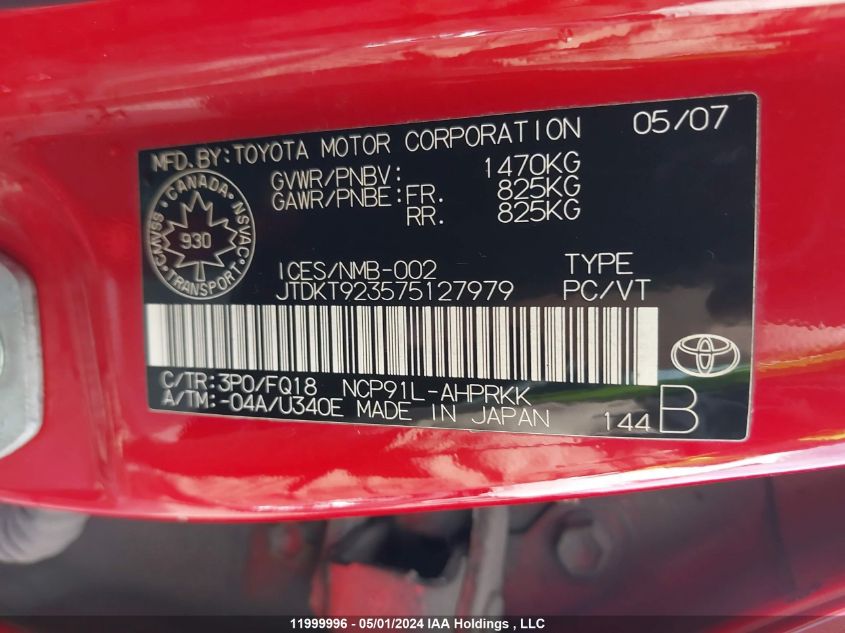 MFD. BY: TOYOTA MOTOR CORPORATION 05/07
GVWR/PNBV: 1470KG
GAWR/PNBE: FR. 825KG
RR. 825KG
CANADA
CMVSS 930 NSVAC
TRANSPORT
ICES/NMB-002 TYPE
JTDKT923575127979 PC/VT
C/TR: 3P0/FQ18 NCP91L-AHPRKK
A/TM: -04A/U340E MADE IN JAPAN 144 B
11999996 - 05/01/2024 IAA Holdings , LLC